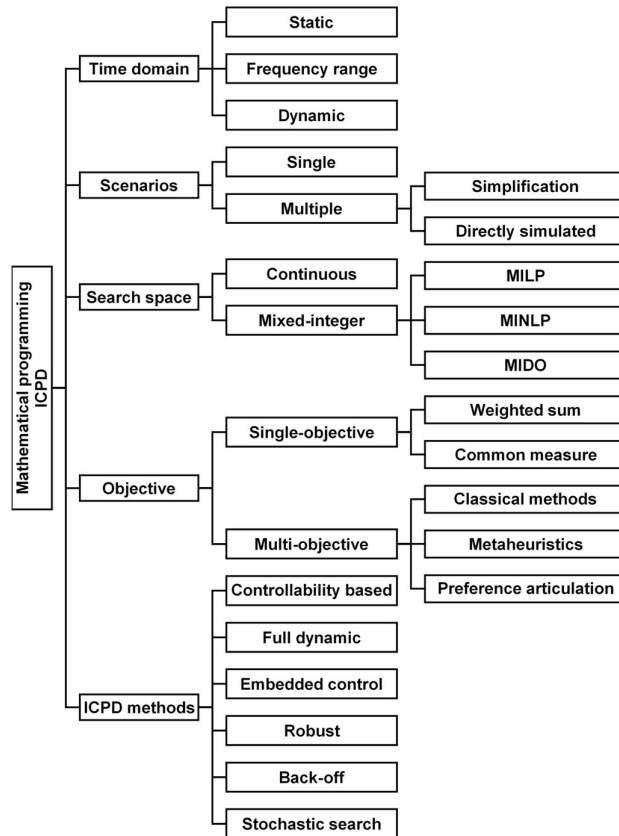 Mathematical programming
ICPD
Time domain
Static
Frequency range
Dynamic
Scenarios
Single
Multiple
Simplification
Directly simulated
Search space
Continuous
Mixed-integer
MILP
MINLP
MIDO
Objective
Single-objective
Weighted sum
Common measure
Multi-objective
Classical methods
Metaheuristics
Preference articulation
ICPD methods
Controllability based
Full dynamic
Embedded control
Robust
Back-off
Stochastic search